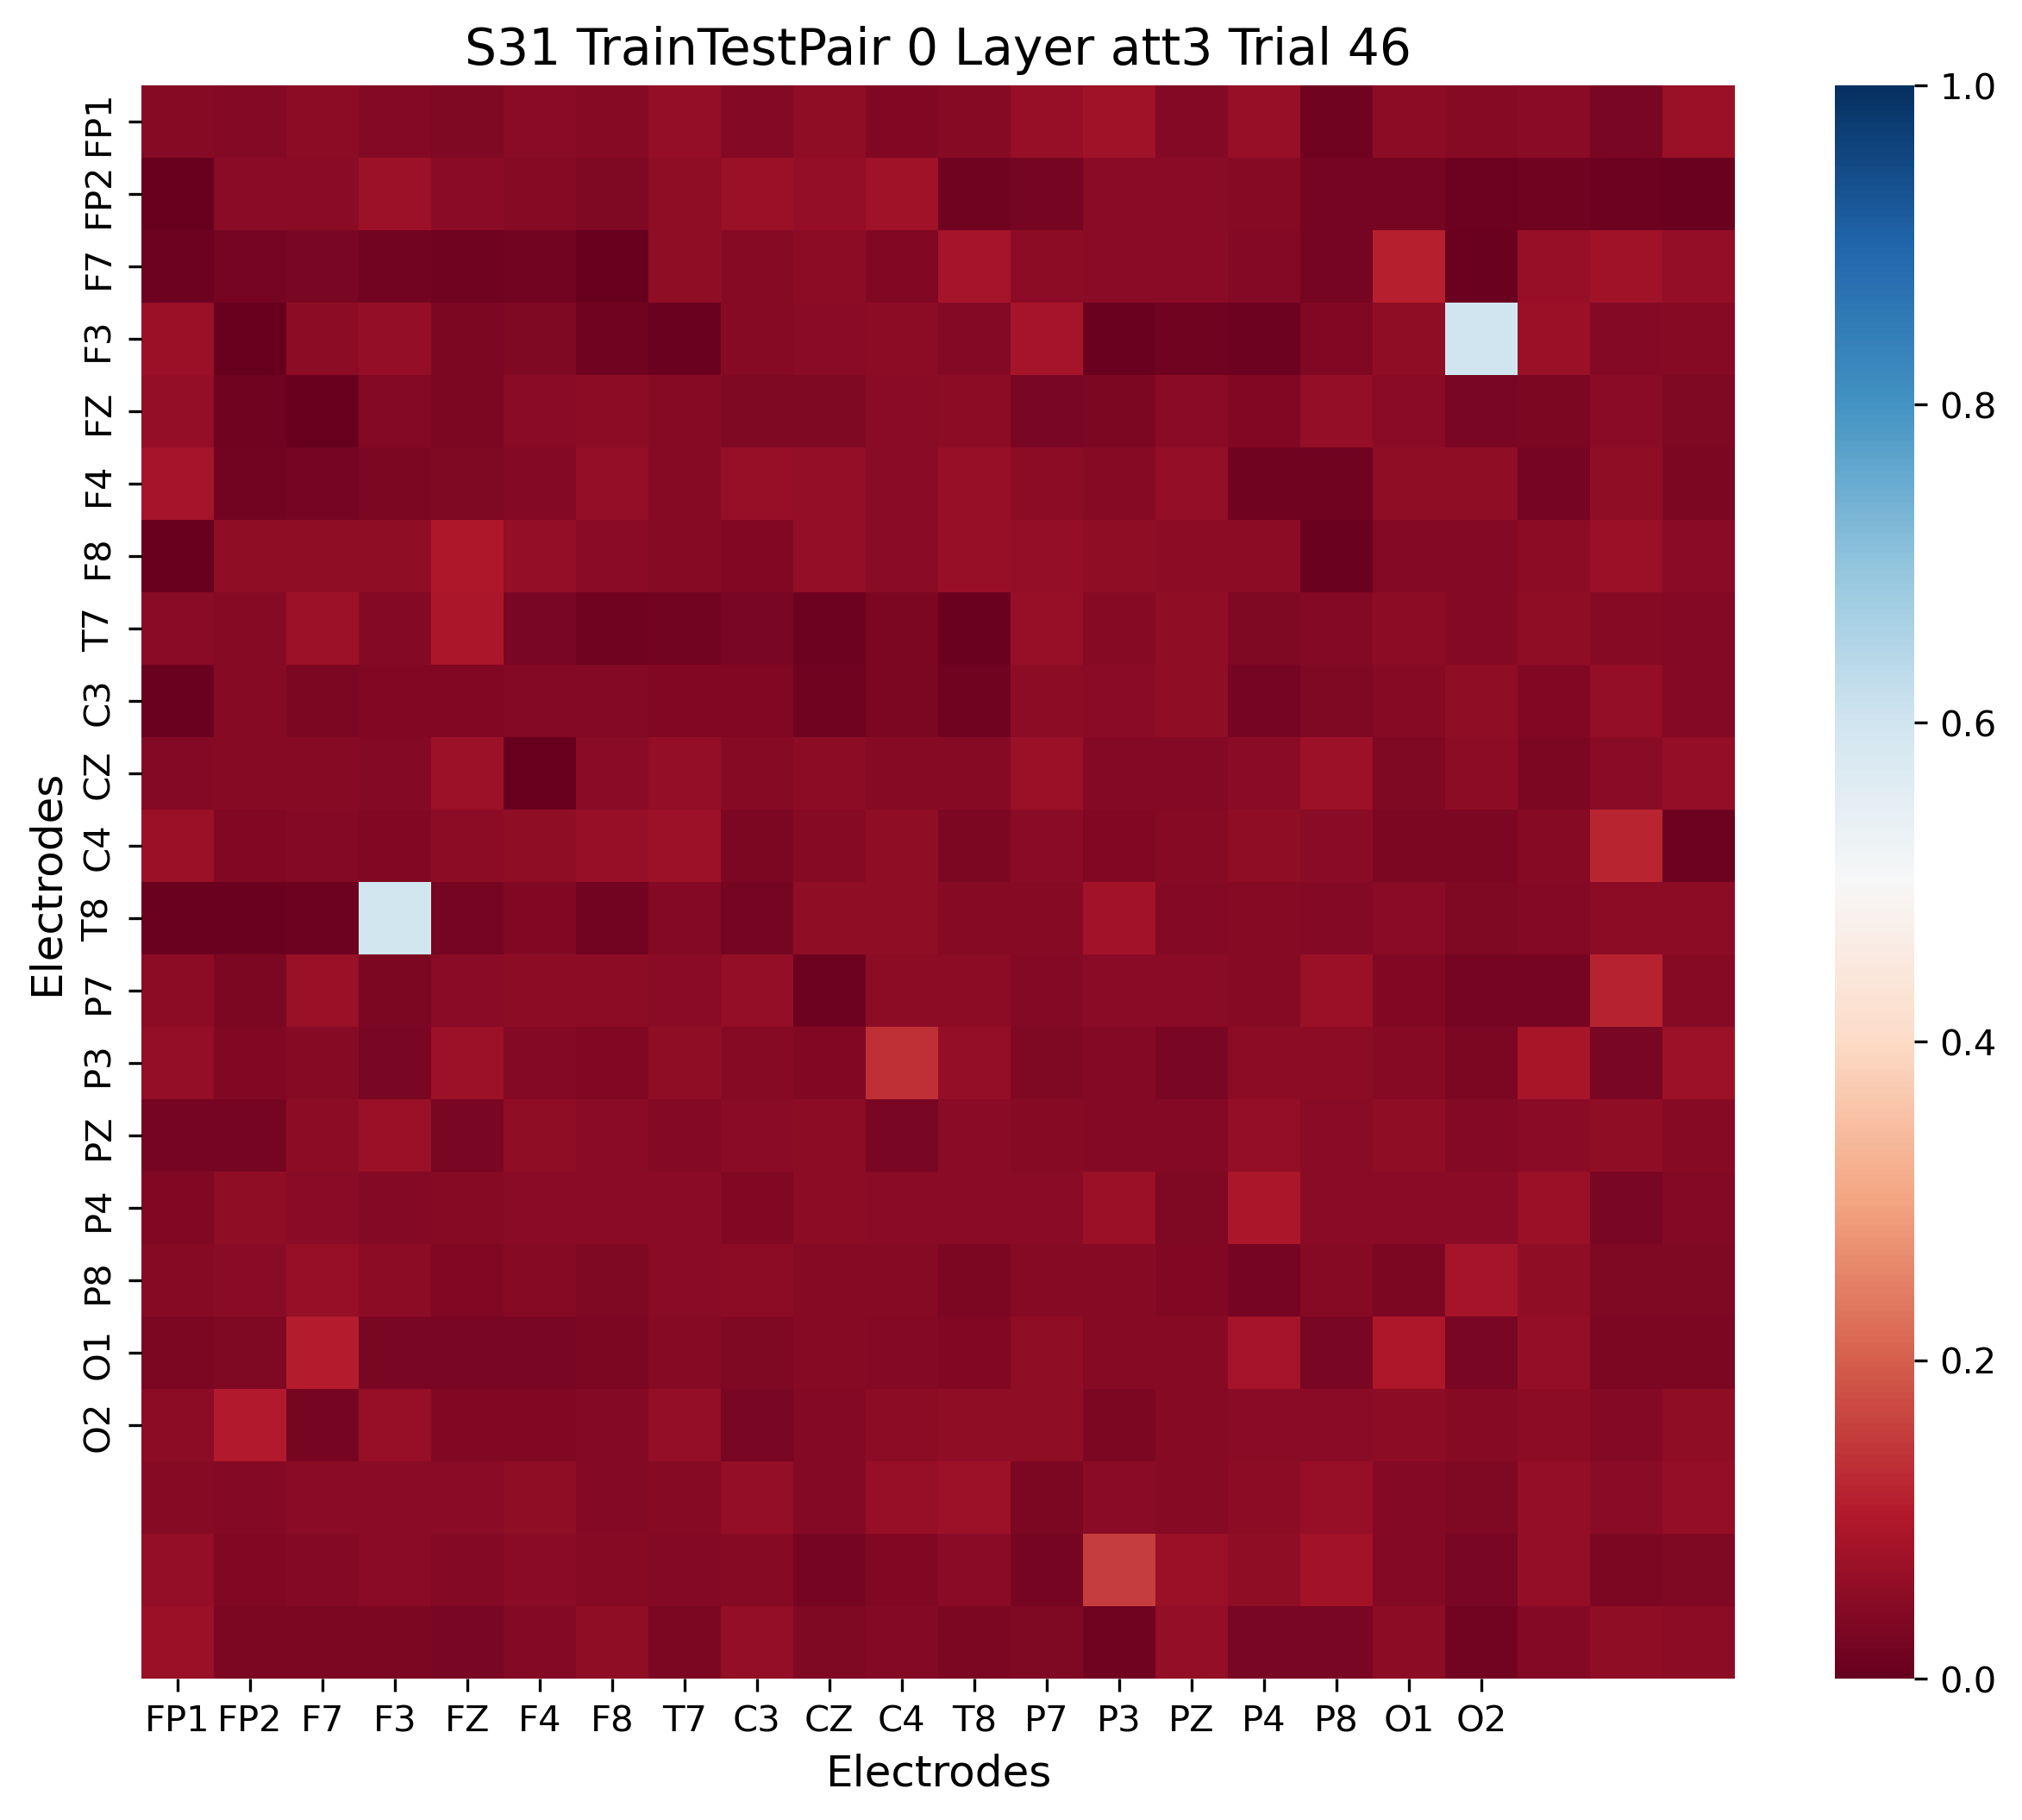 S31 TrainTestPair 0 Layer att3 Trial 46
Electrodes
FP1
FP2
F7
F3
FZ
F4
F8
T7
C3
CZ
C4
T8
P7
P3
PZ
P4
P8
O1
O2
FP1 FP2 F7 F3 FZ F4 F8 T7 C3 CZ C4 T8 P7 P3 PZ P4 P8 O1 O2
Electrodes
1.0
0.8
0.6
0.4
0.2
0.0